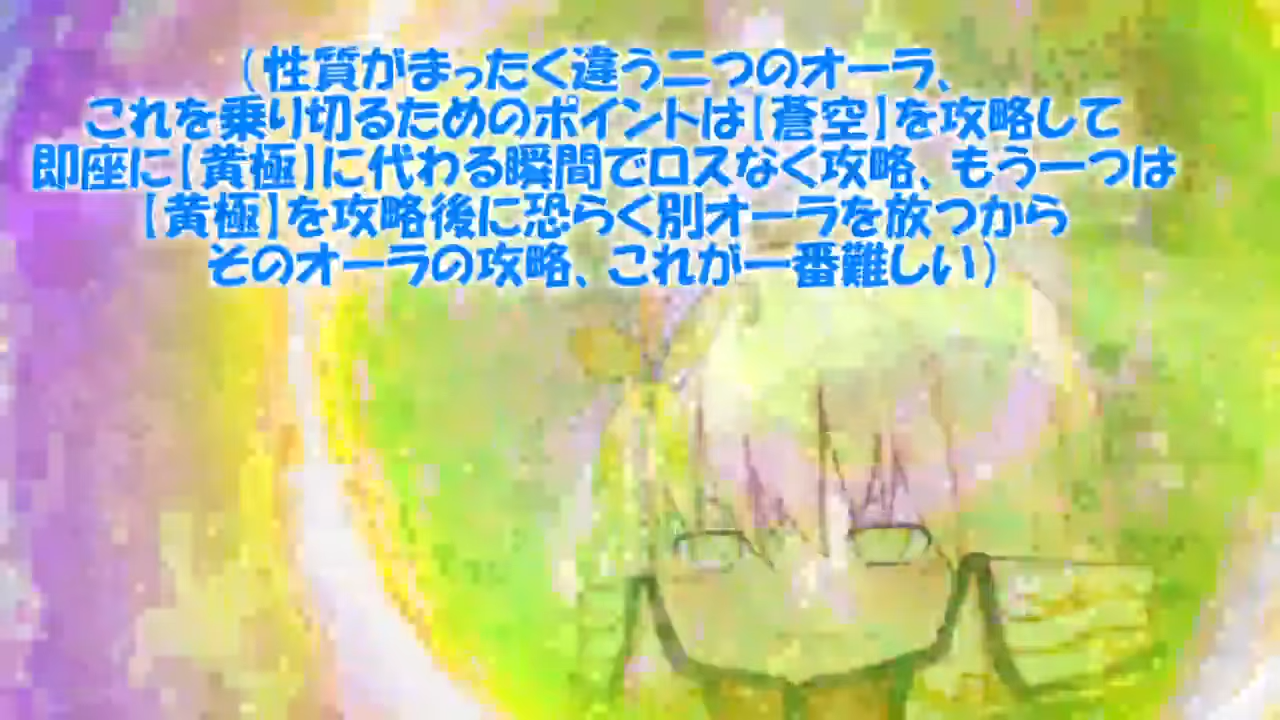 (性質がまったく違う二つのオーラ、
これを乗り切るためのポイントは【蒼空】を攻略して
即座に【黄極】に代わる瞬間でロスなく攻略、もう一つは
【黄極】を攻略後に恐らく別オーラを放つから
そのオーラの攻略、これが一番難しい)